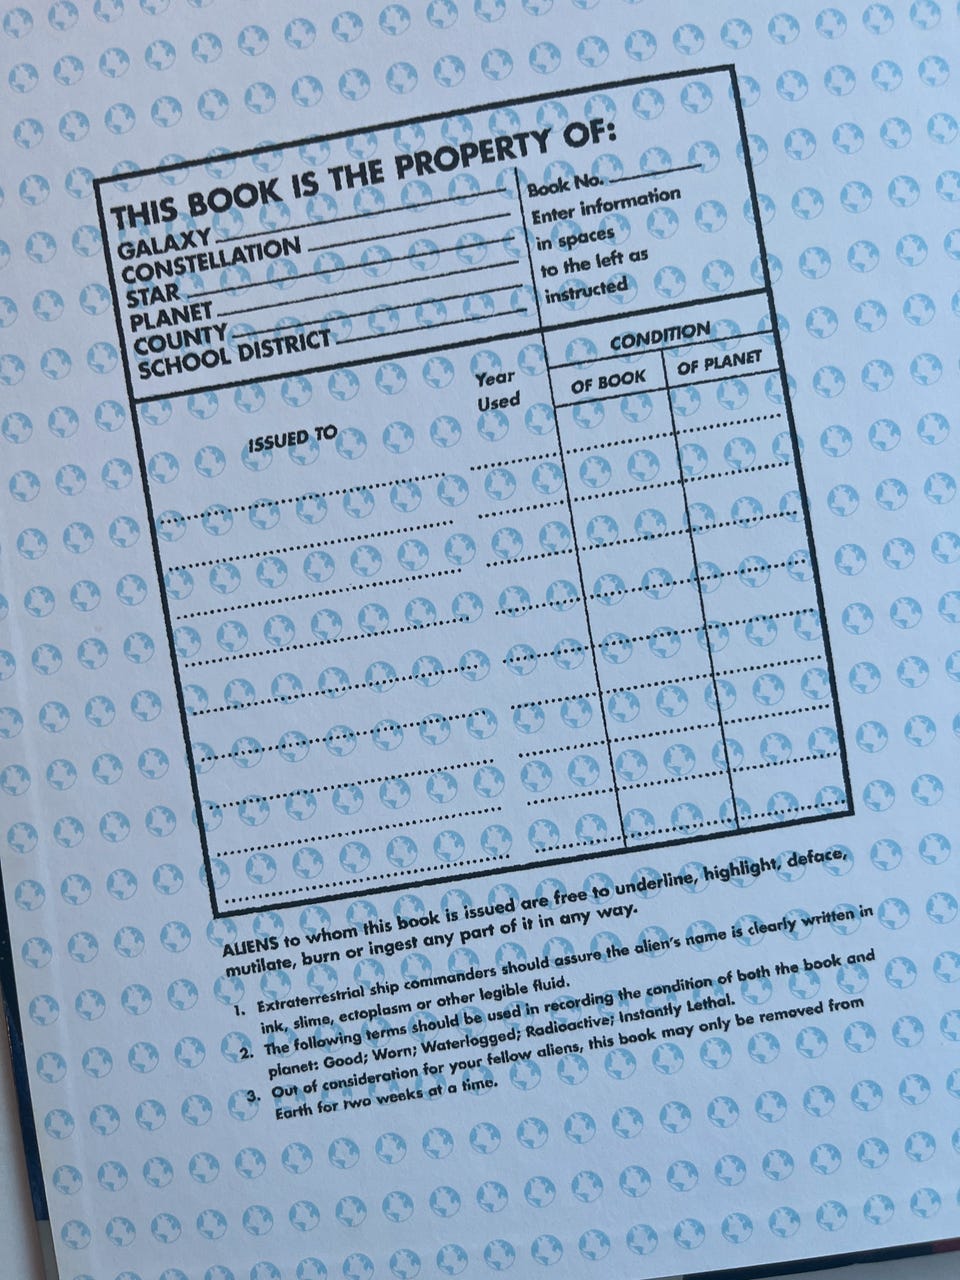 THIS BOOK IS THE PROPERTY OF:
GALAXY
CONSTELLATION
STAR
PLANET
COUNTY
SCHOOL DISTRICT
Book No.
Enter information
in spaces
to the left as
instructed
ISSUED TO
Year
Used
CONDITION
OF BOOK
OF PLANET
ALIENS to whom this book is issued are free to underline, highlight, deface,
mutilate, burn or ingest any part of it in any way.
1. Extraterrestrial ship commanders should assure the alien's name is clearly written in
ink, slime, ectoplasm or other legible fluid.
2. The following terms should be used in recording the condition of both the book and
planet: Good; Worn; Waterlogged; Radioactive; Instantly Lethal.
3. Out of consideration for your fellow aliens, this book may only be removed from
Earth for two weeks at a time.